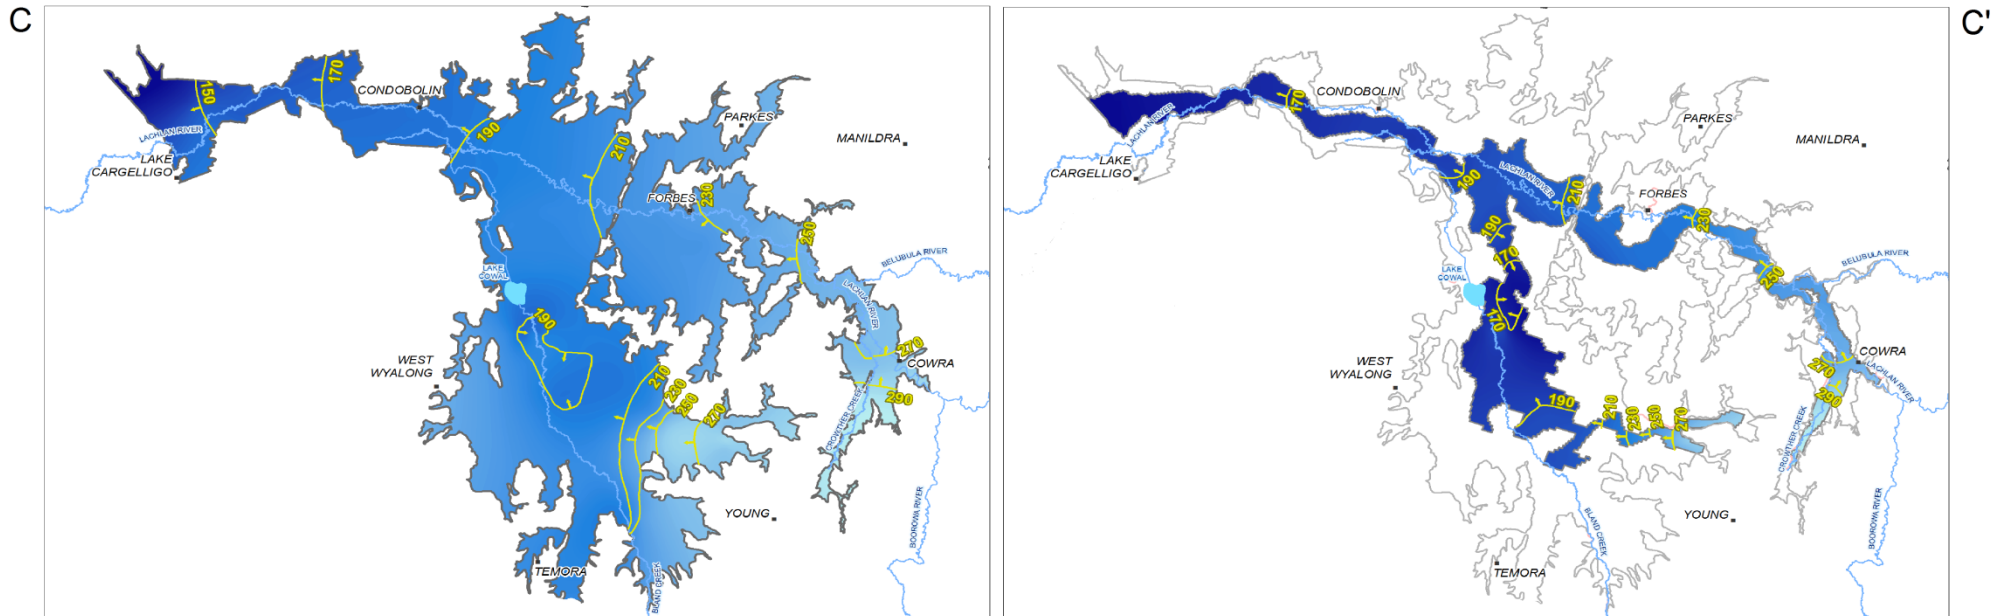 C
150
170
CONDOBOLIN
LACHLAN RIVER
LAKE
CARGELLIGO
190
210
PARKES
MANILDRA
FORBES
230
250
BELUBULA RIVER
LAKE
COWAL
LACHLAN RIVER
190
WEST
WYALONG
270
COWRA
290
210
230
250
270
CROWTHER CREEK
YOUNG
BOOROWA RIVER
TEMORA
BLAND CREEK
C'
170
CONDOBOLIN
LACHLAN RIVER
LAKE
CARGELLIGO
190
LACHLAN RIVER
210
PARKES
MANILDRA
FORBES
230
190
170
250
BELUBULA RIVER
LAKE
COWAL
170
WEST
WYALONG
COWRA
270
LACHLAN RIVER
290
190
210
230
250
270
CROWTHER CREEK
YOUNG
BLAND CREEK
BOOROWA RIVER
TEMORA